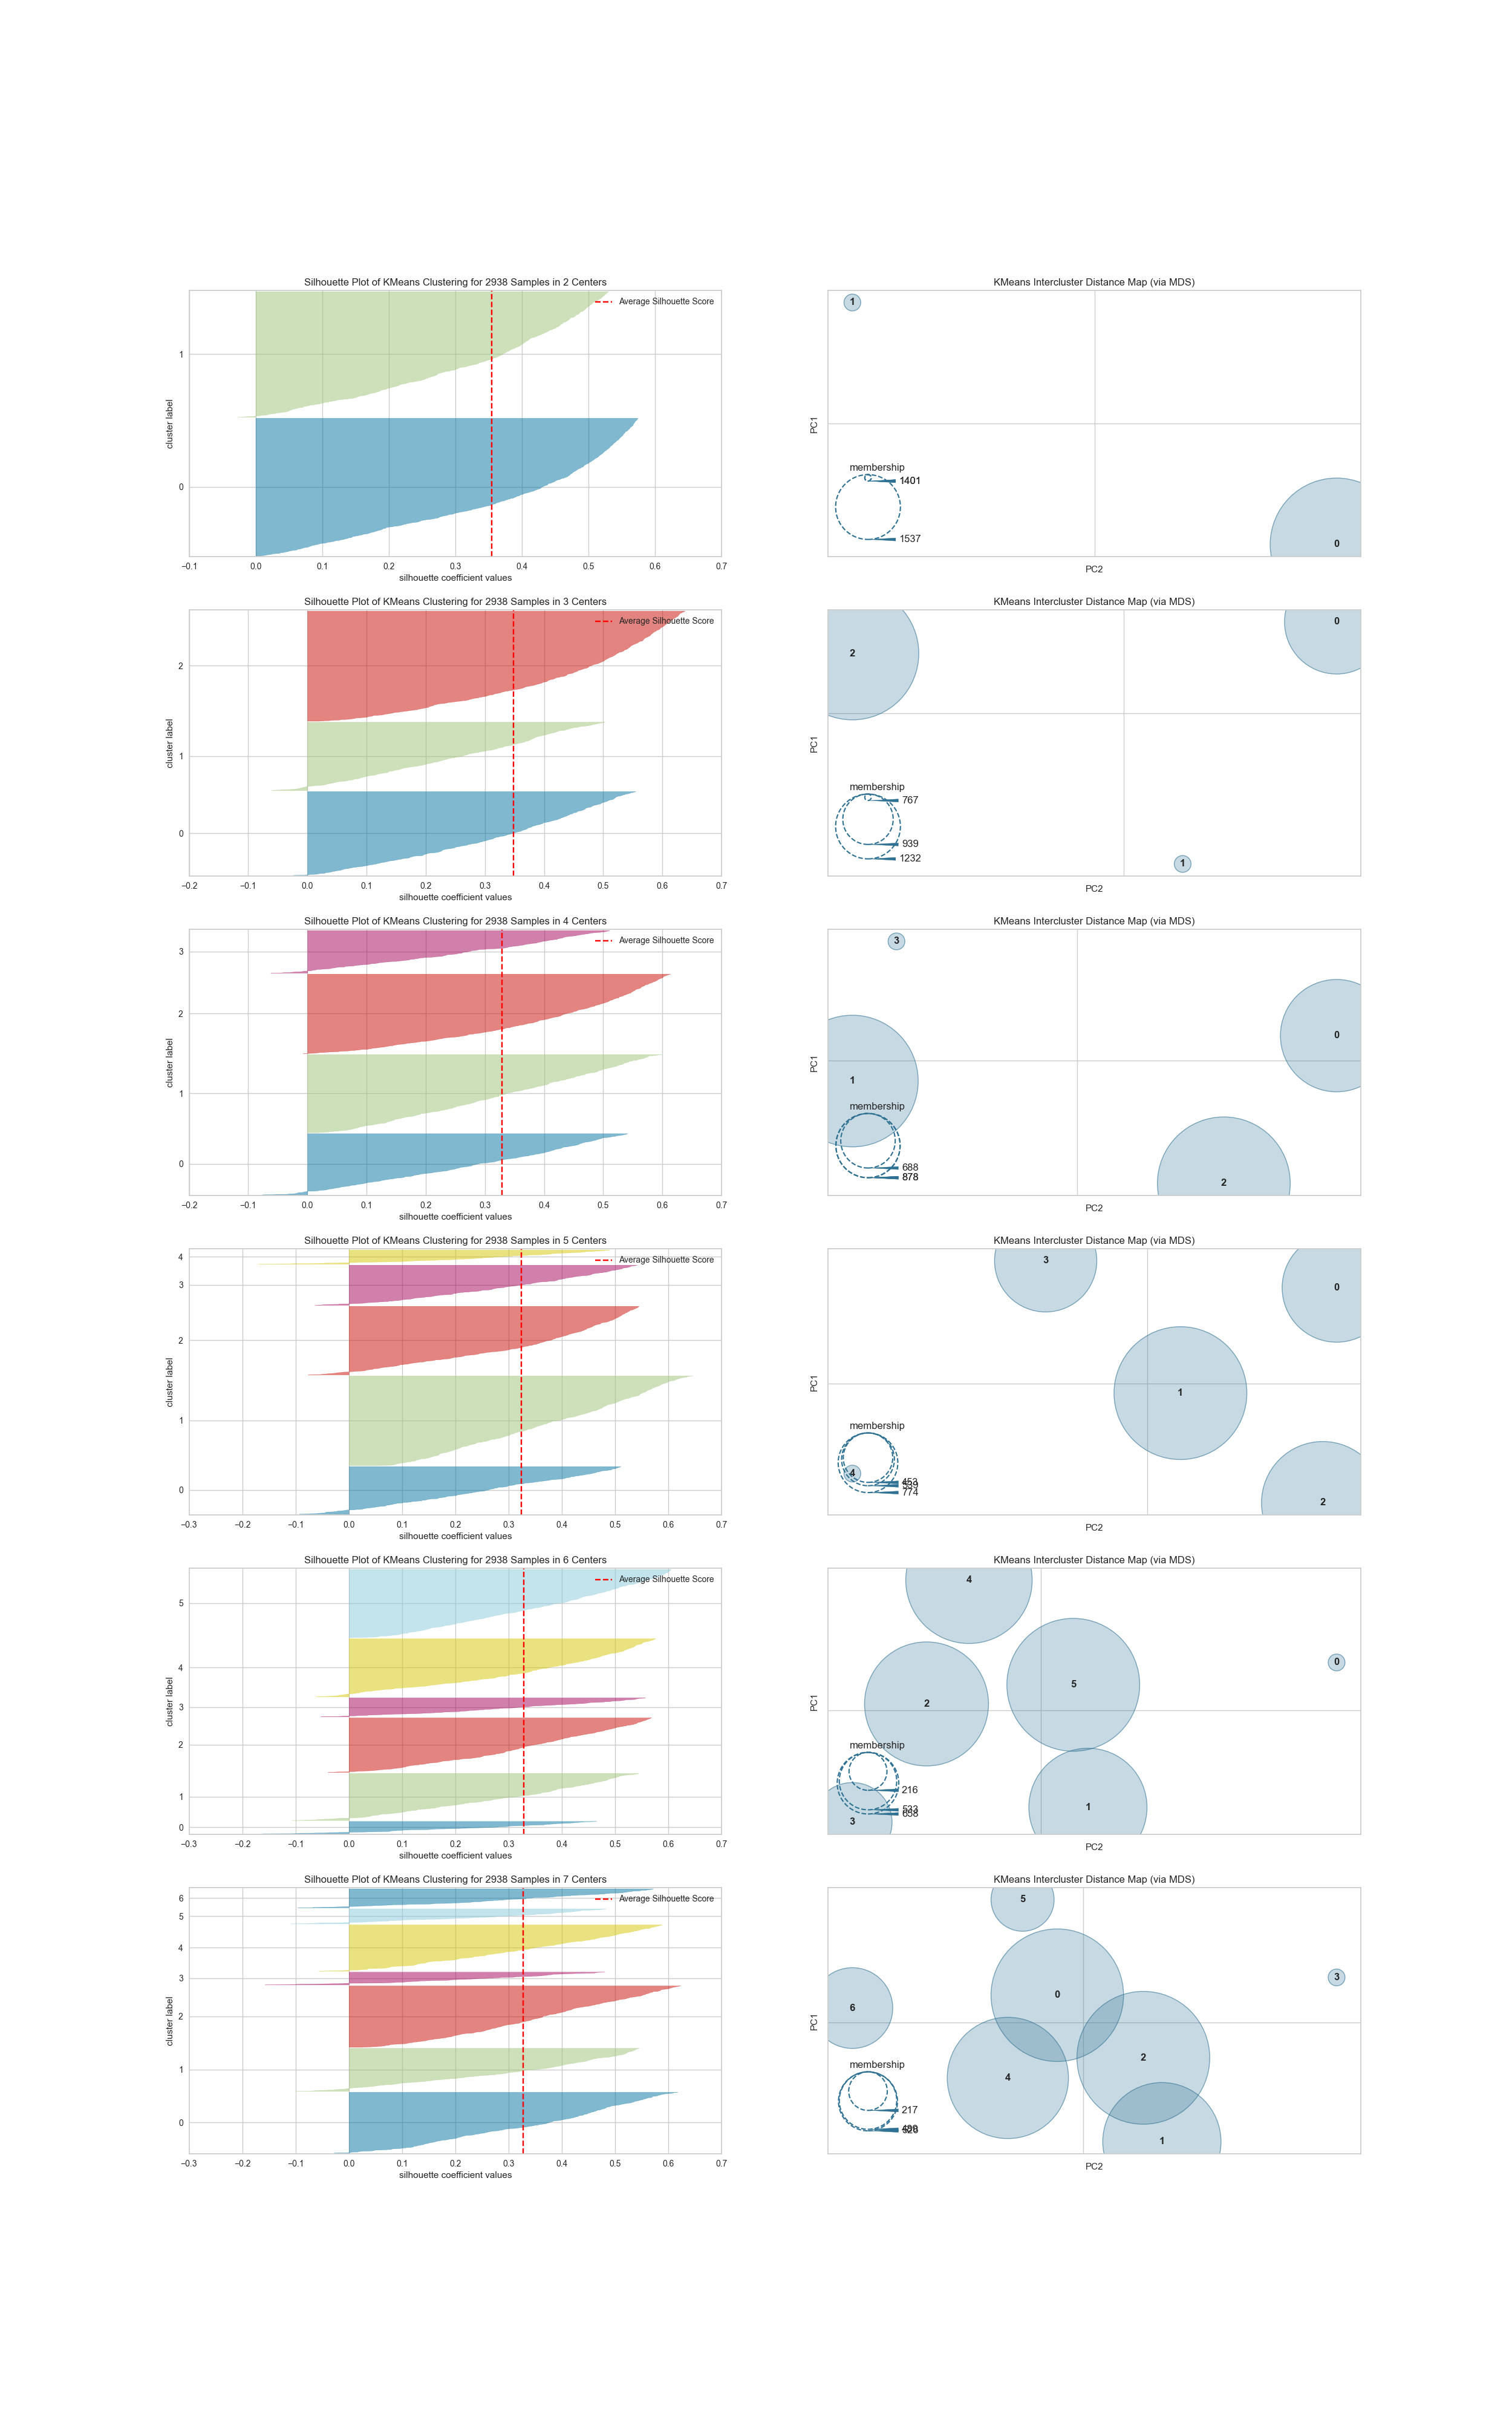 Silhouette Plot of KMeans Clustering for 2938 Samples in 2 Centers
Average Silhouette Score
1
0
cluster label
−0.1 0.0 0.1 0.2 0.3 0.4 0.5 0.6 0.7
silhouette coefficient values
KMeans Intercluster Distance Map (via MDS)
1
PC1
membership
1401
1537
0
PC2
Silhouette Plot of KMeans Clustering for 2938 Samples in 3 Centers
Average Silhouette Score
2
1
0
cluster label
−0.2 −0.1 0.0 0.1 0.2 0.3 0.4 0.5 0.6 0.7
silhouette coefficient values
KMeans Intercluster Distance Map (via MDS)
0
2
PC1
membership
767
939
1232
1
PC2
Silhouette Plot of KMeans Clustering for 2938 Samples in 4 Centers
Average Silhouette Score
3
2
1
0
cluster label
−0.2 −0.1 0.0 0.1 0.2 0.3 0.4 0.5 0.6 0.7
silhouette coefficient values
KMeans Intercluster Distance Map (via MDS)
3
0
1
PC1
membership
688
878
2
PC2
Silhouette Plot of KMeans Clustering for 2938 Samples in 5 Centers
Average Silhouette Score
4
3
2
1
0
cluster label
−0.3 −0.2 −0.1 0.0 0.1 0.2 0.3 0.4 0.5 0.6 0.7
silhouette coefficient values
KMeans Intercluster Distance Map (via MDS)
3
0
1
PC1
membership
4
453
774
2
PC2
Silhouette Plot of KMeans Clustering for 2938 Samples in 6 Centers
Average Silhouette Score
5
4
3
2
1
0
cluster label
−0.3 −0.2 −0.1 0.0 0.1 0.2 0.3 0.4 0.5 0.6 0.7
silhouette coefficient values
KMeans Intercluster Distance Map (via MDS)
4
0
5
2
PC1
membership
216
1
3
PC2
Silhouette Plot of KMeans Clustering for 2938 Samples in 7 Centers
Average Silhouette Score
6
5
4
3
2
1
0
cluster label
−0.3 −0.2 −0.1 0.0 0.1 0.2 0.3 0.4 0.5 0.6 0.7
silhouette coefficient values
KMeans Intercluster Distance Map (via MDS)
5
3
0
6
PC1
2
membership
4
217
1
PC2